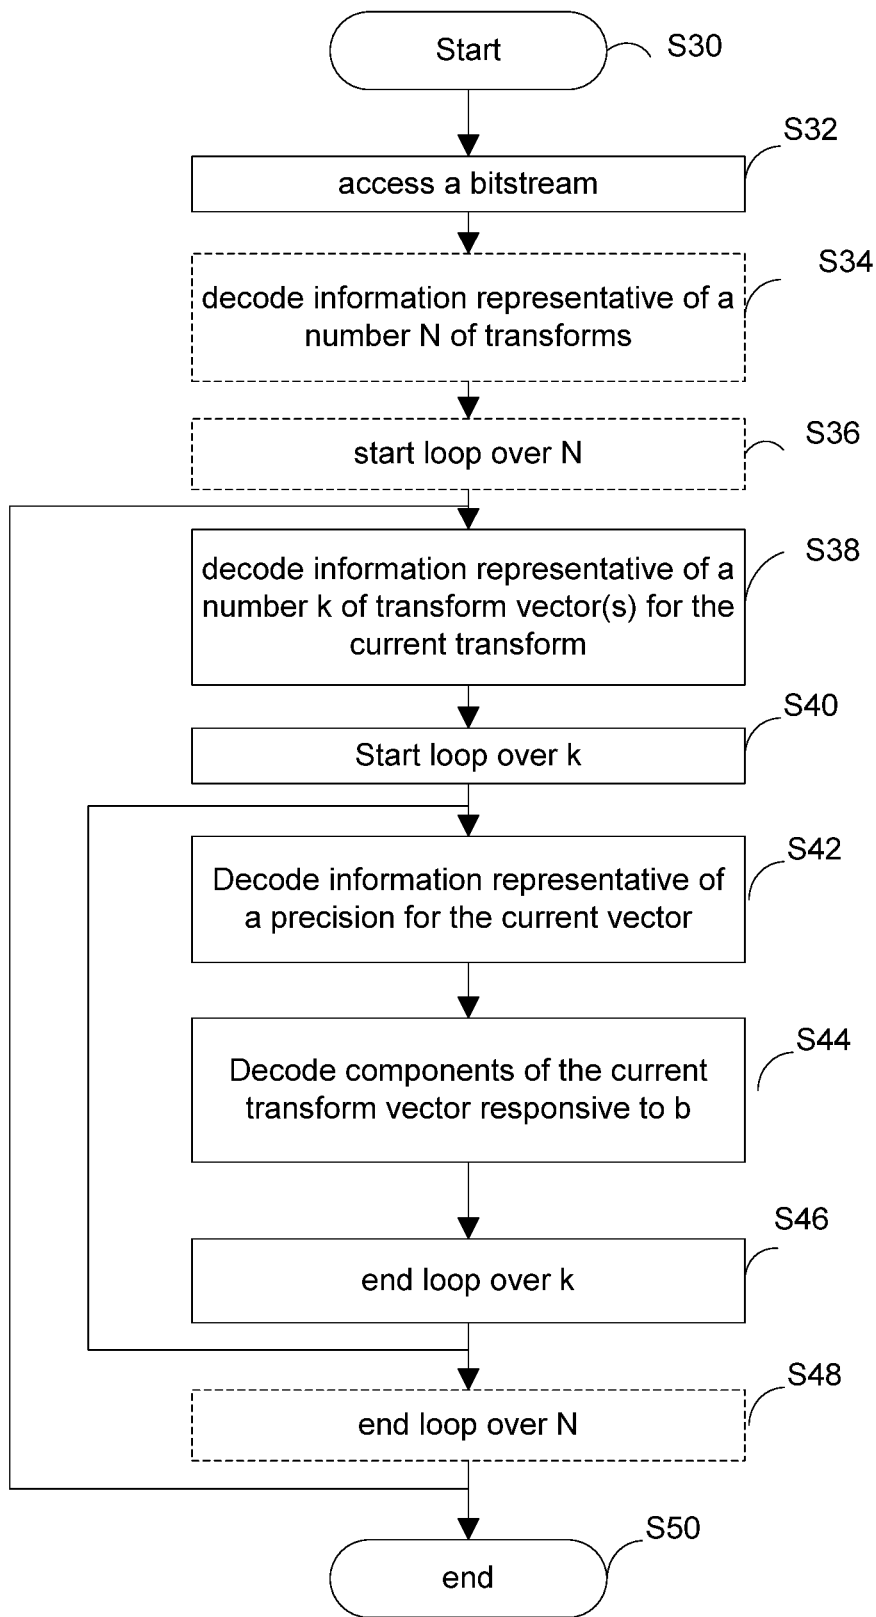 Start
S30
S32
access a bitstream
S34
decode information representative of a
number N of transforms
S36
start loop over N
S38
decode information representative of a
number k of transform vector(s) for the
current transform
S40
Start loop over k
S42
Decode information representative of
a precision for the current vector
S44
Decode components of the current
transform vector responsive to b
S46
end loop over k
S48
end loop over N
S50
end